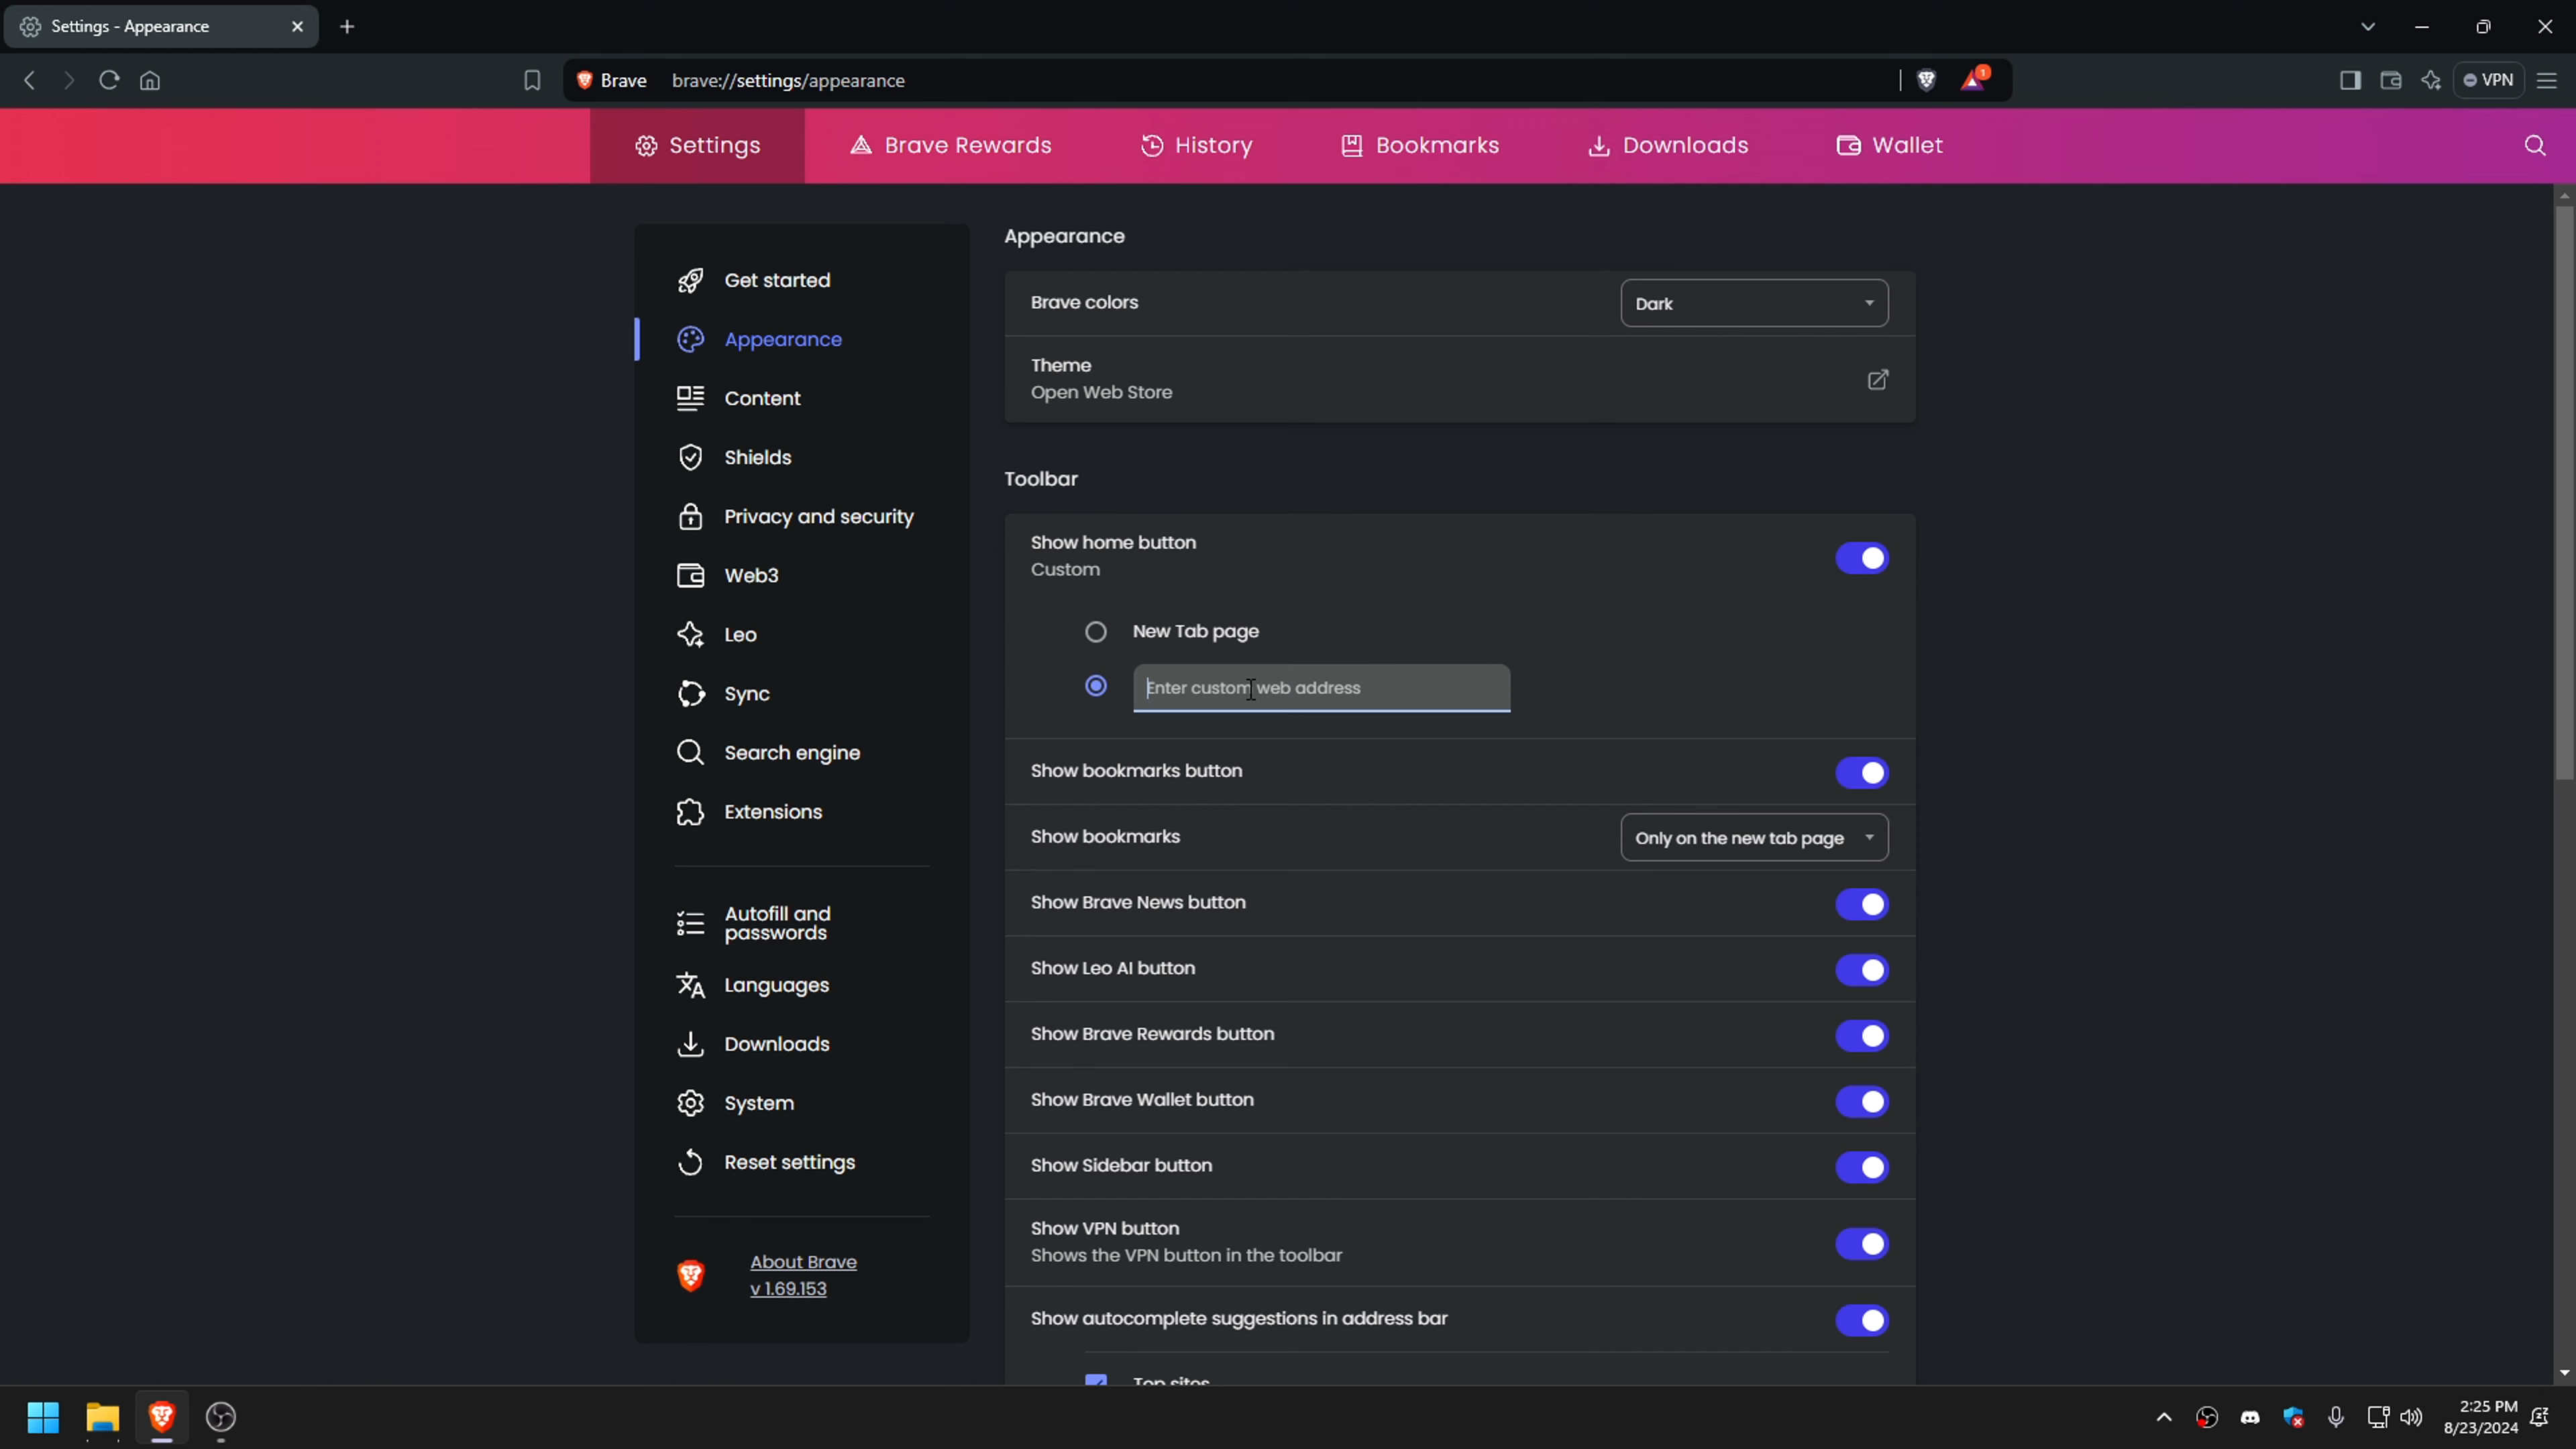 Settings - Appearance
Brave brave://settings/appearance
1
VPN
Settings Brave Rewards History Bookmarks Downloads Wallet
Get started
Appearance
Content
Shields
Privacy and security
Web3
Leo
Sync
Search engine
Extensions
Autofill and
passwords
Languages
Downloads
System
Reset settings
About Brave
v 1.69.153
Appearance
Brave colors
Dark
Theme
Open Web Store
Toolbar
Show home button
Custom
New Tab page
Enter custom web address
Show bookmarks button
Show bookmarks
Only on the new tab page
Show Brave News button
Show Leo AI button
Show Brave Rewards button
Show Brave Wallet button
Show Sidebar button
Show VPN button
Shows the VPN button in the toolbar
Show autocomplete suggestions in address bar
Top sites
2:25 PM
8/23/2024